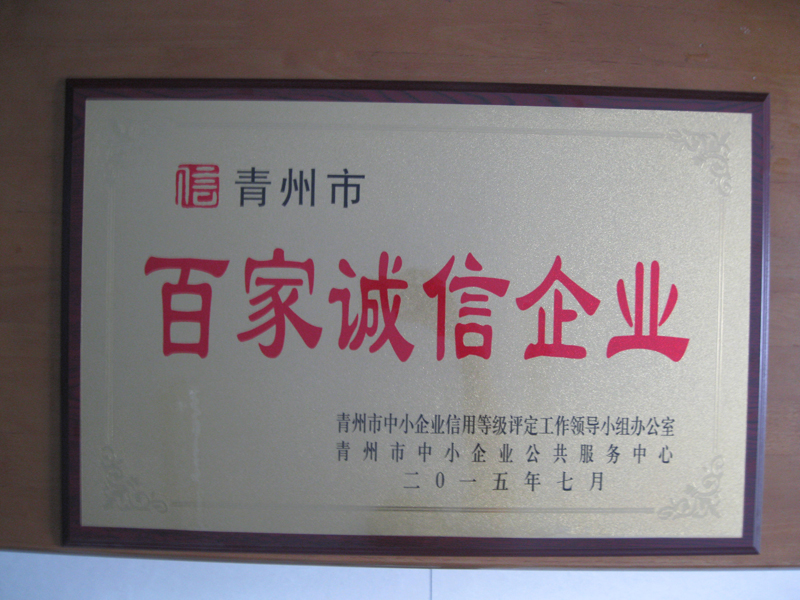 信 青州市
百家诚信企业
青州市中小企业信用等级评定工作领导小组办公室
青州市中小企业公共服务中心
二0一五年七月